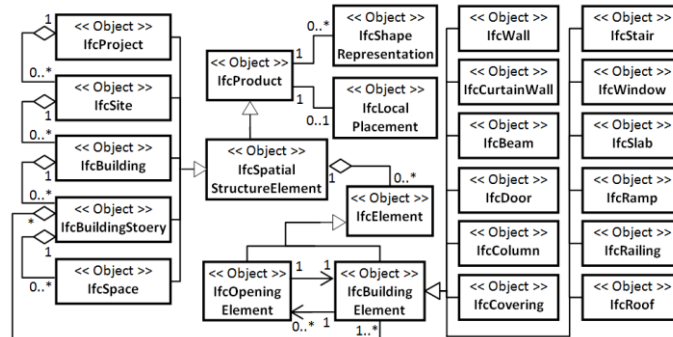 << Object >>
IfcProject
1
0..*
<< Object >>
IfcSite
1
0..*
<< Object >>
IfcBuilding
1
0..*
<< Object >>
IfcBuildingStoery
*
1
0..*
<< Object >>
IfcSpace
<< Object >>
IfcProduct
1
0..*
1
0..1
<< Object >>
IfcShape
Representation
<< Object >>
IfcLocal
Placement
<< Object >>
IfcSpatial
StructureElement
1
0..*
<< Object >>
IfcElement
<< Object >>
IfcOpening
Element
1
1
0..*
1
<< Object >>
IfcBuilding
Element
1..*
<< Object >>
IfcWall
<< Object >>
IfcCurtainWall
<< Object >>
IfcBeam
<< Object >>
IfcDoor
<< Object >>
IfcColumn
<< Object >>
IfcCovering
<< Object >>
IfcStair
<< Object >>
IfcWindow
<< Object >>
IfcSlab
<< Object >>
IfcRamp
<< Object >>
IfcRailing
<< Object >>
IfcRoof